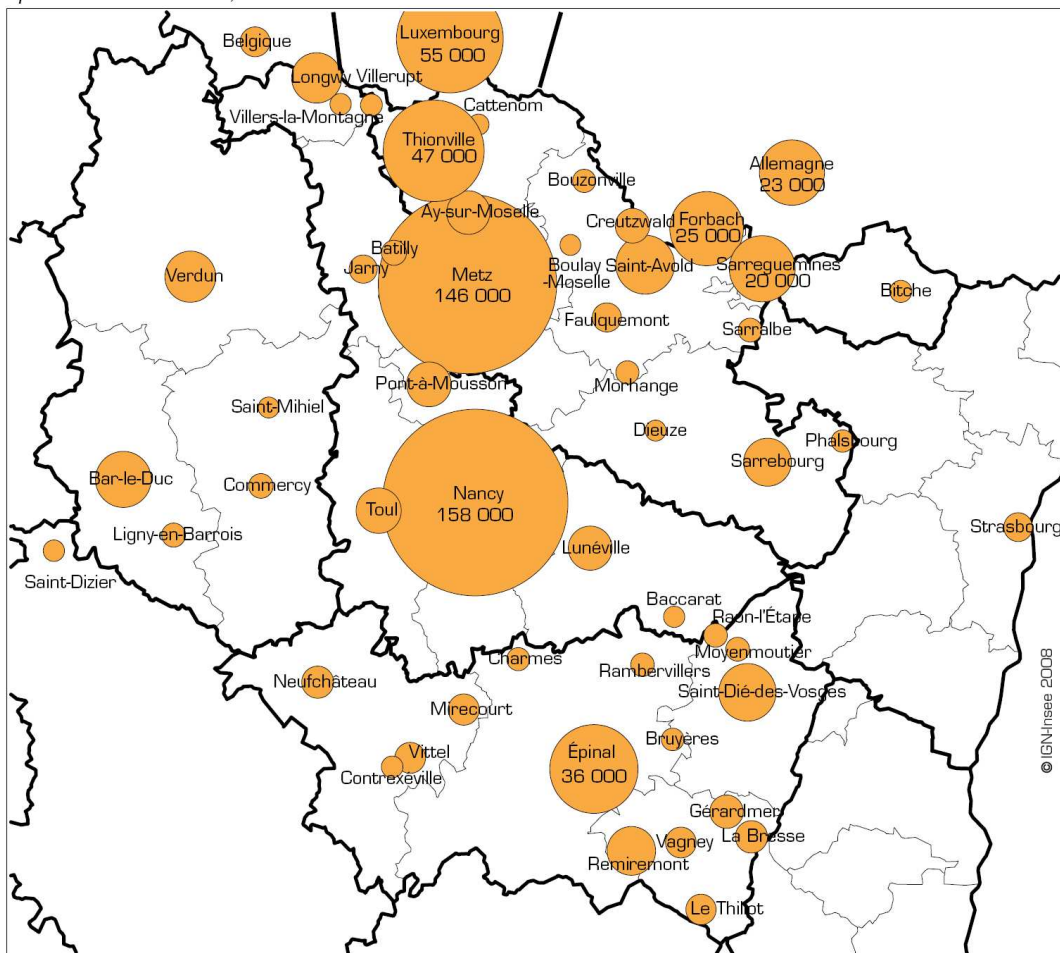 Belgique
Luxembourg
55 000
Longwy
Villerupt
Villers-la-Montagne
Cattenom
Thionville
47 000
Allemagne
23 000
Bouzonville
Ay-sur-Moselle
Creutzwald
Forbach
25 000
Batilly
Jarny
Metz
146 000
Boulay
-Moselle
Saint-Avold
Sarreguemines
20 000
Verdun
Bitche
Faulquemont
Sarralbe
Pont-à-Mousson
Morhange
Saint-Mihiel
Dieuze
Phalsbourg
Sarrebourg
Bar-le-Duc
Commercy
Nancy
158 000
Toul
Ligny-en-Barrois
Lunéville
Strasbourg
Saint-Dizier
Baccarat
Raon-l'Étape
Moyenmoutier
Charmes
Rambervillers
Neufchâteau
Saint-Dié-des-Vosges
Mirecourt
Bruyères
Vittel
Contrexéville
Épinal
36 000
Gérardmer
La Bresse
Vagney
Remiremont
Le Thillot
© IGN-Insee 2008